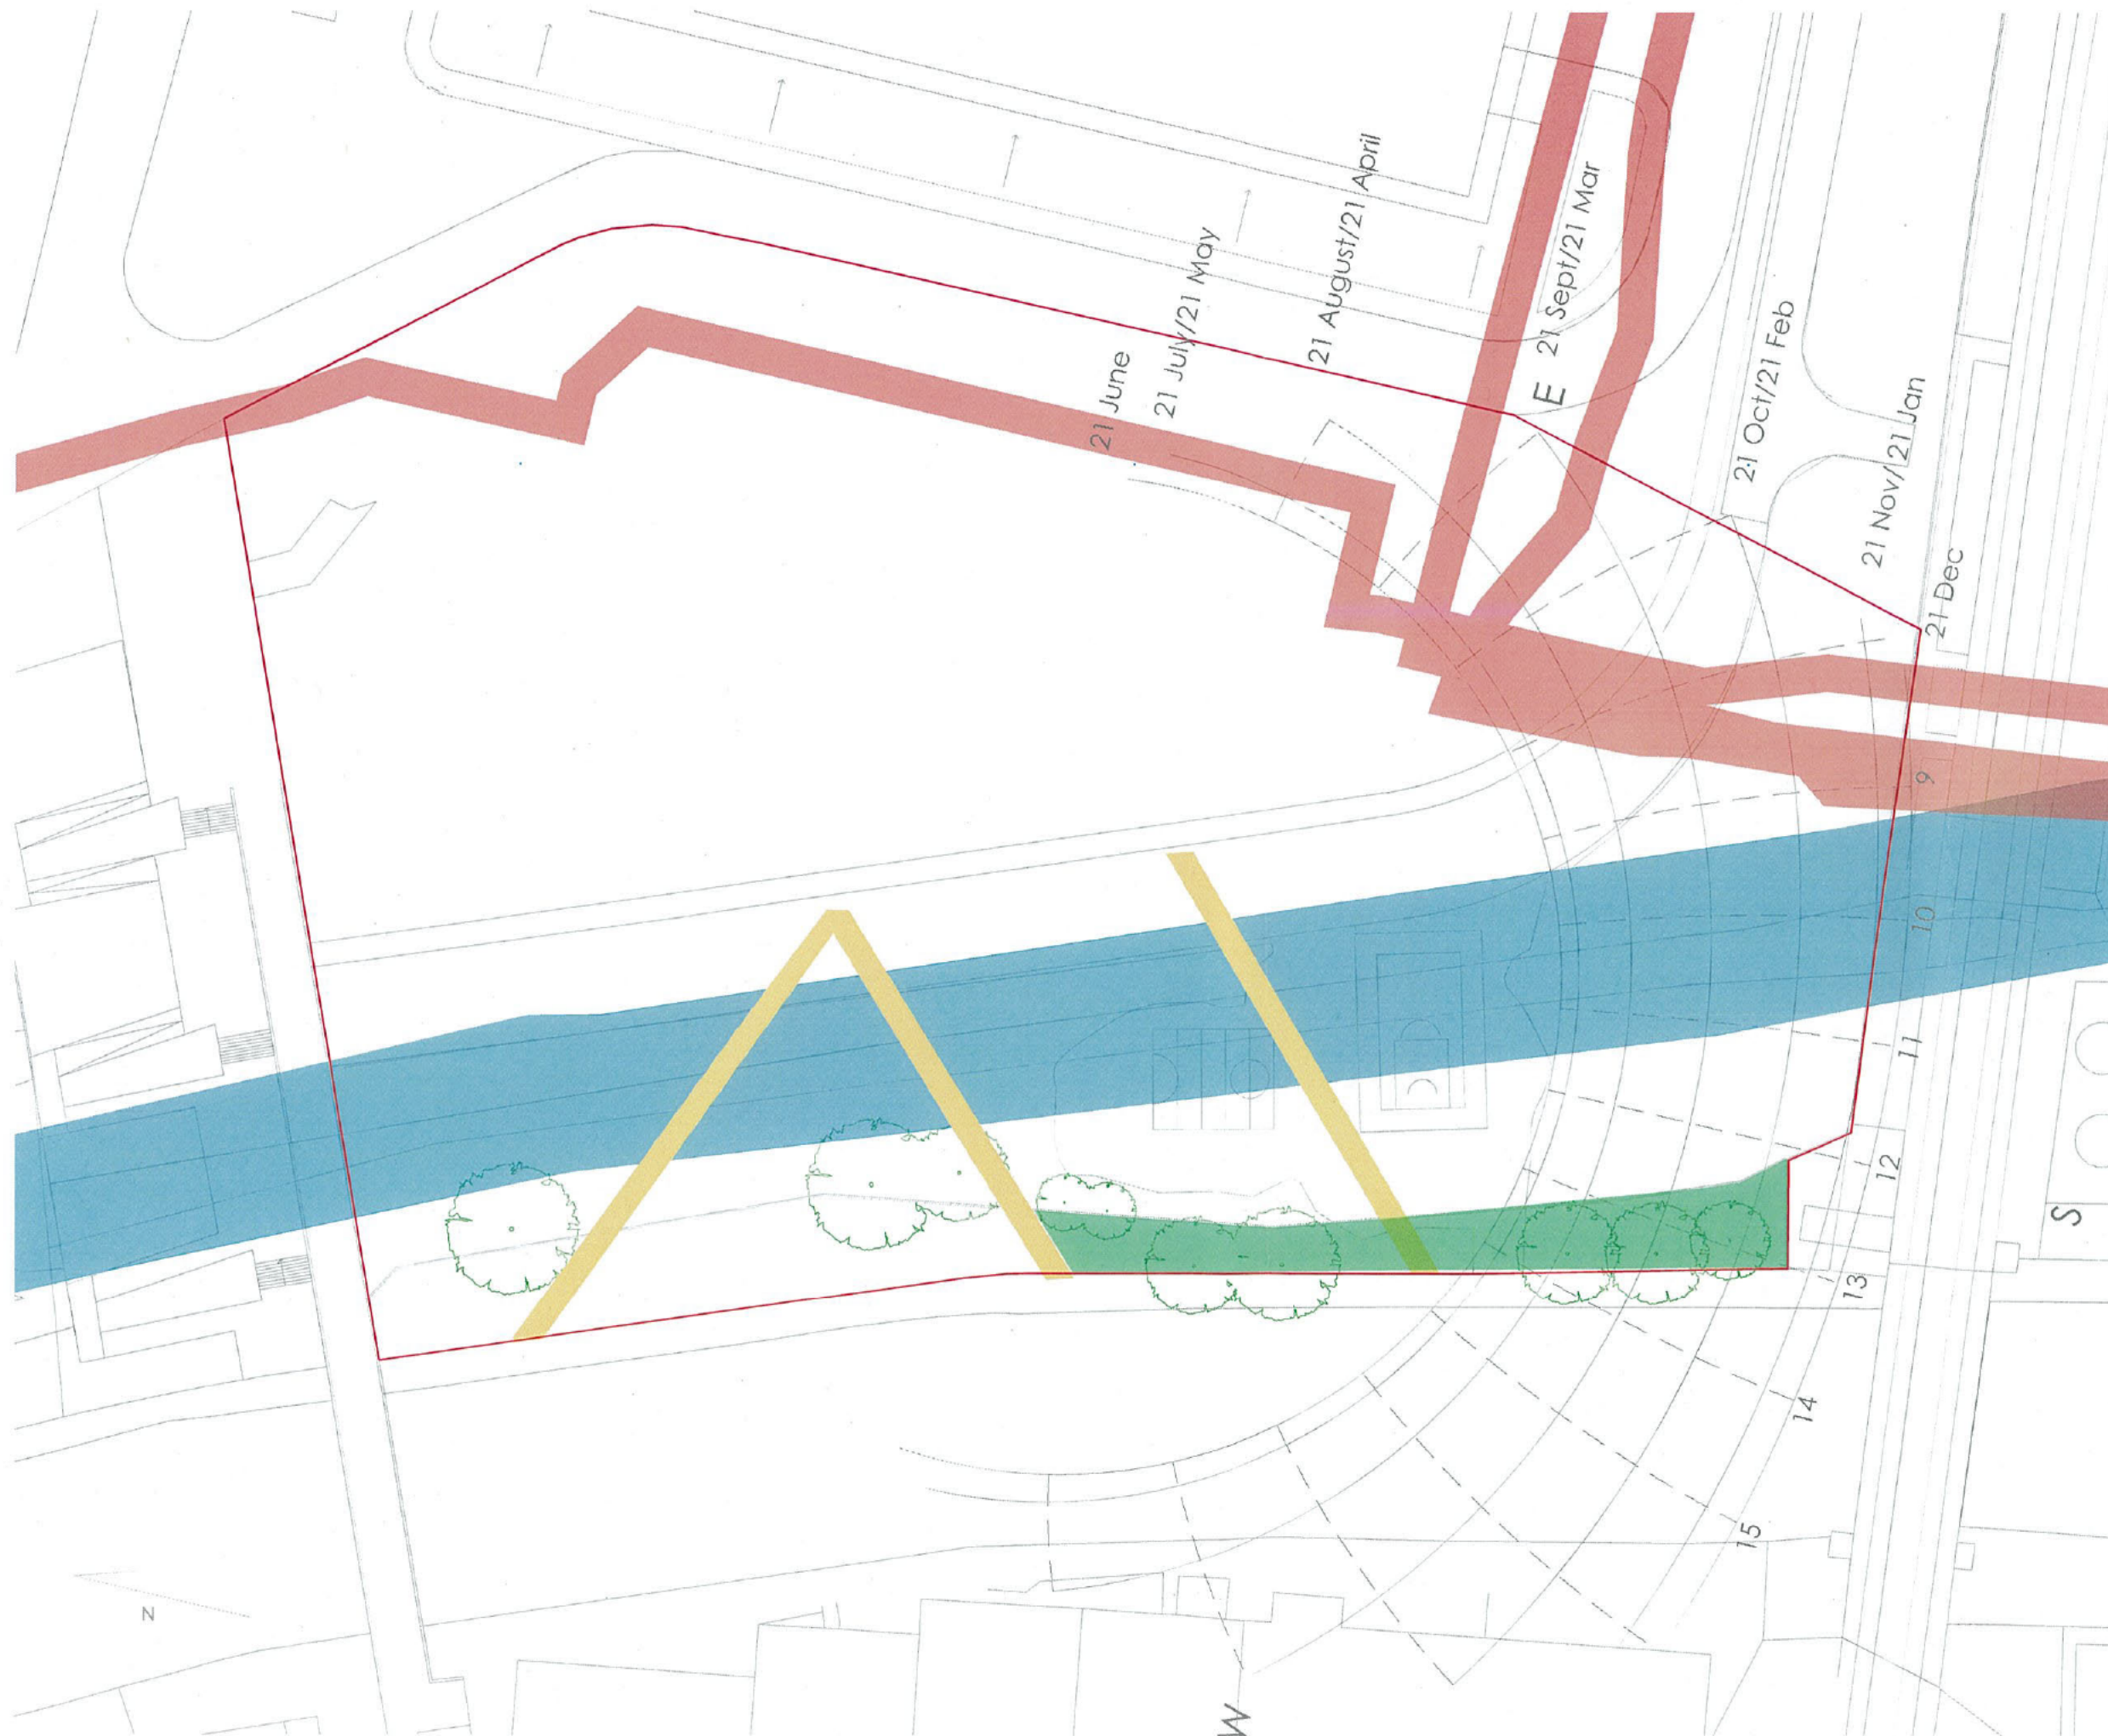 21 June
21 July/21 May
21 August/21 April
E 21 Sept/21 Mar
21 Oct/21 Feb
21 Nov/21 Jan
21 Dec
9
10
11
12
S
13
14
15
N
W